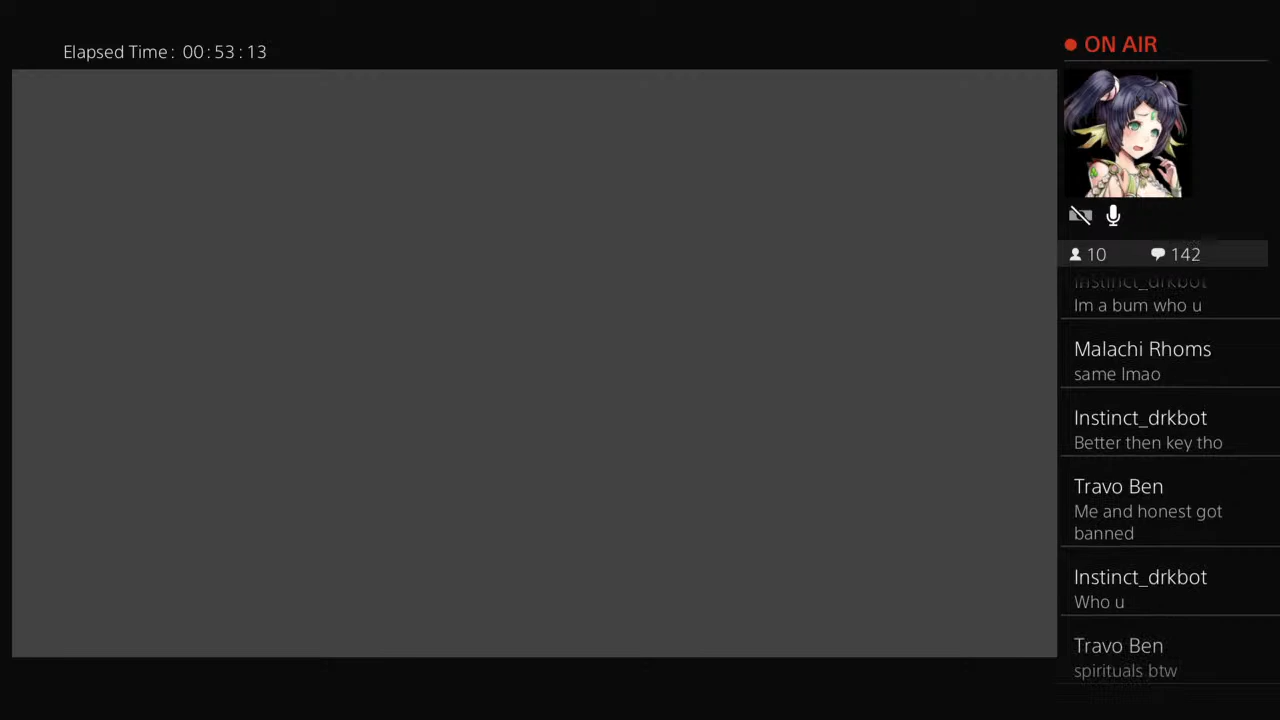 Elapsed Time: 00:53:13
ON AIR
10
142
Instinct_drkbot
Im a bum who u
Malachi Rhoms
same lmao
Instinct_drkbot
Better then key tho
Travo Ben
Me and honest got
banned
Instinct_drkbot
Who u
Travo Ben
spirituals btw